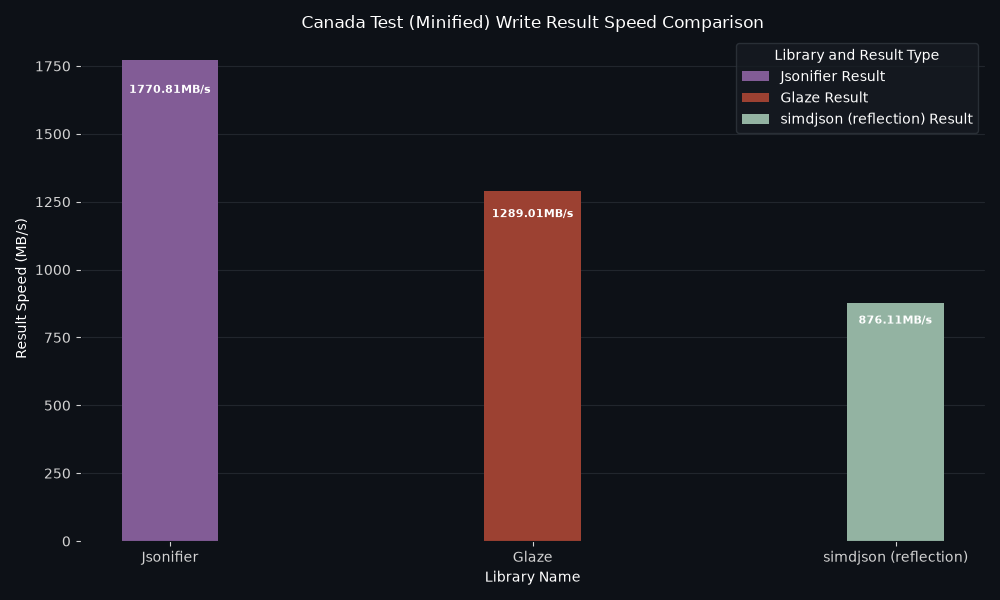 Canada Test (Minified) Write Result Speed Comparison
Library and Result Type
Jsonifier Result
Glaze Result
simdjson (reflection) Result
1770.81MB/s
1289.01MB/s
876.11MB/s
Result Speed (MB/s)
1750
1500
1250
1000
750
500
250
0
Jsonifier
Glaze
simdjson (reflection)
Library Name